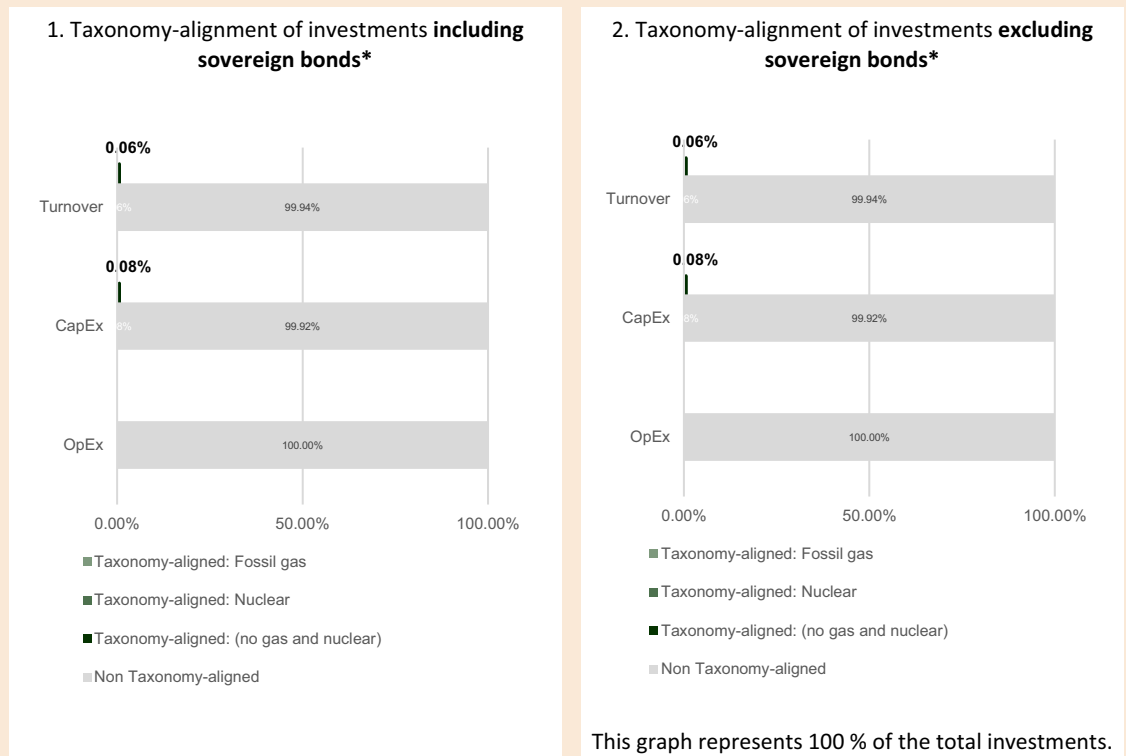 1. Taxonomy-alignment of investments including
sovereign bonds*
0.06%
Turnover
99.94%
0.08%
CapEx
99.92%
OpEx
100.00%
0.00%
50.00%
100.00%
Taxonomy-aligned: Fossil gas
Taxonomy-aligned: Nuclear
Taxonomy-aligned: (no gas and nuclear)
Non Taxonomy-aligned
2. Taxonomy-alignment of investments excluding
sovereign bonds*
0.06%
Turnover
99.94%
0.08%
CapEx
99.92%
OpEx
100.00%
0.00%
50.00%
100.00%
Taxonomy-aligned: Fossil gas
Taxonomy-aligned: Nuclear
Taxonomy-aligned: (no gas and nuclear)
Non Taxonomy-aligned
This graph represents 100 % of the total investments.